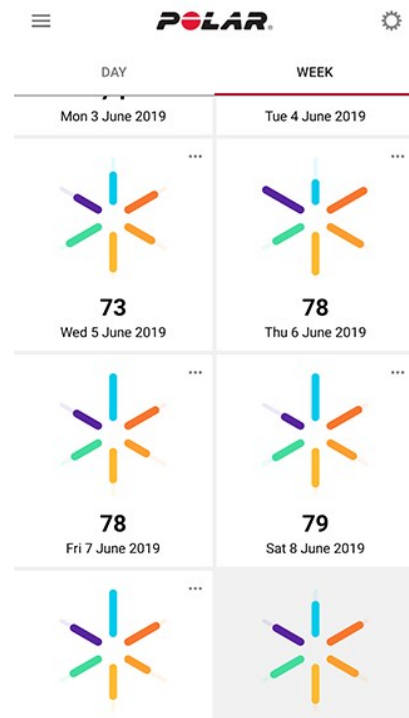 POLAR.
DAY WEEK
Mon 3 June 2019 Tue 4 June 2019
73 78
Wed 5 June 2019 Thu 6 June 2019
78 79
Fri 7 June 2019 Sat 8 June 2019